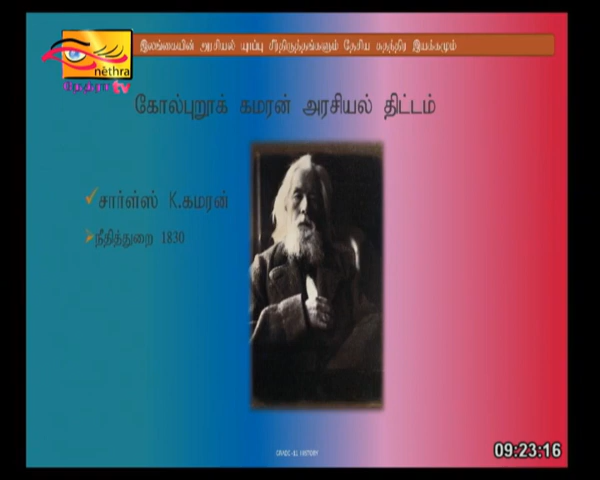 இலங்கையின் அரசியல் யாப்பு சீர்திருத்தங்களும் தேசிய சுதந்திர இயக்கமும்
nethra
நேத்ரா tv
கோல்புறூக் கமரன் அரசியல் திட்டம்
சார்ள்ஸ் K.கமரன்
நீதித்துறை 1830
GRADE-11 HISTORY
09:23:16